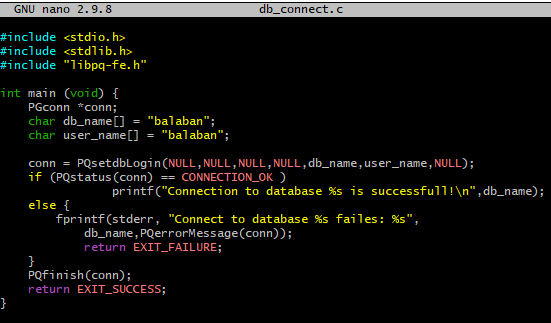 GNU nano 2.9.8 db_connect.c
#include <stdio.h>
#include <stdlib.h>
#include "libpq-fe.h"
int main (void) {
PGconn *conn;
char db_name[] = "balaban";
char user_name[] = "balaban";
conn = PQsetdbLogin(NULL,NULL,NULL,NULL,db_name,user_name,NULL);
if (PQstatus(conn) == CONNECTION_OK )
printf("Connection to database %s is successfull!\n",db_name);
else {
fprintf(stderr, "Connect to database %s failes: %s",
db_name,PQerrorMessage(conn));
return EXIT_FAILURE;
}
PQfinish(conn);
return EXIT_SUCCESS;
}